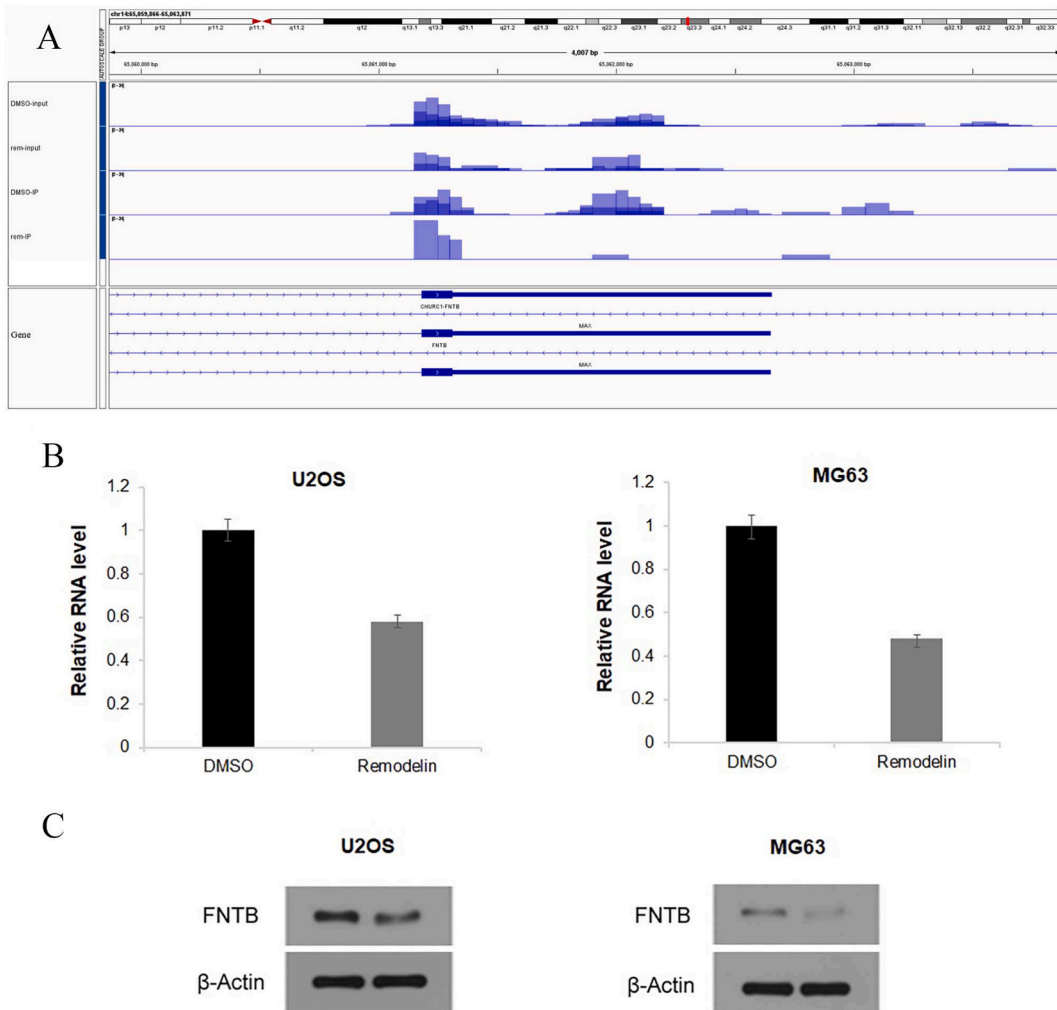 A
chr14:65,059,866-65,063,871
p13 p12 p11.2 p11.1 q11.2 q12 q13.1 q13.3 q21.1 q21.2 q21.3 q22.1 q22.3 q23.1 q23.2 q23.3 q24.1 q24.2 q24.3 q31.1 q31.2 q31.3 q32.11 q32.13 q32.2 q32.31 q32.33
AUTOSCALE GROUP
4,007 bp
65,060,000 bp 65,061,000 bp 65,062,000 bp 65,063,000 bp
DMSO-input
rem-input
DMSO-IP
rem-IP
Gene
CHURC1-FNTB
MAX
FNTB
MAX
B
U2OS
MG63
Relative RNA level
1.2
1
0.8
0.6
0.4
0.2
0
DMSO Remodelin
Relative RNA level
1.2
1
0.8
0.6
0.4
0.2
0
DMSO Remodelin
C
U2OS
MG63
FNTB
β-Actin
FNTB
β-Actin